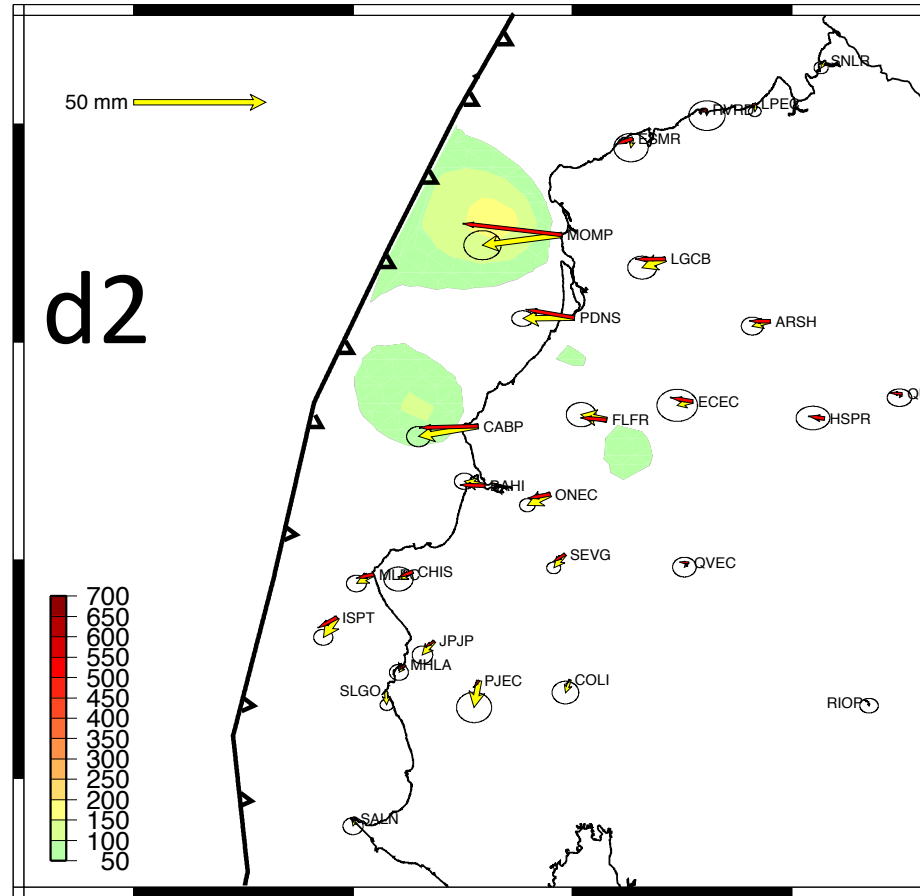 SNLR
50 mm
LPEC
RVRD
ESMR
MOMP
LGCB
d2
PDNS
ARSH
ECEC
FLFR
HSPR
CABP
ONEC
SEVG
QVEC
CHIS
700
650
600
550
500
450
400
350
300
250
200
150
100
50
ISPT
JPJP
MHLA
SLGO
PJEC
COLI
RIOP
SALN